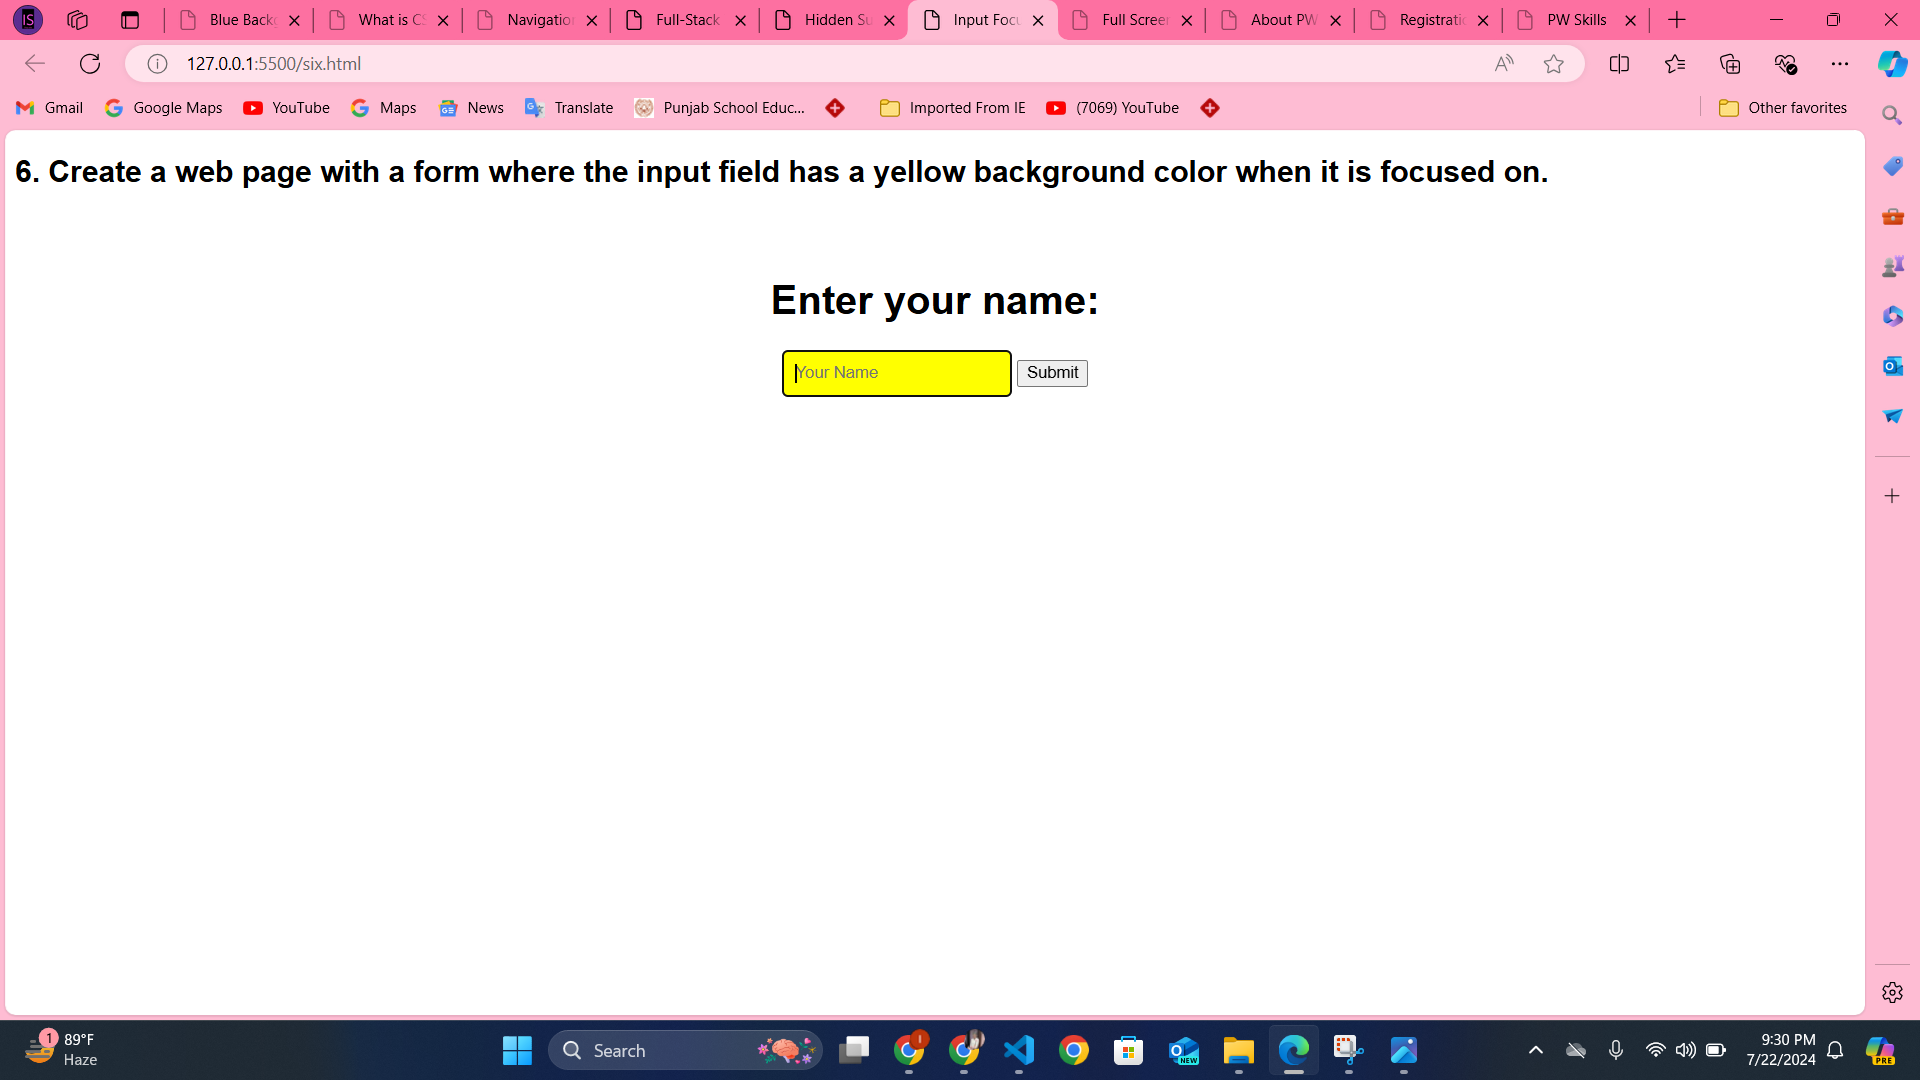 IS Blue Backg What is CS Navigation Full-Stack Hidden Su Input Focu Full Screen About PW Registratio PW Skills
127.0.0.1:5500/six.html
Gmail Google Maps YouTube Maps News Translate Punjab School Educ... Imported From IE (7069) YouTube Other favorites
6. Create a web page with a form where the input field has a yellow background color when it is focused on.
Enter your name:
Your Name Submit
1 89°F
Haze
Search
NEW
9:30 PM
7/22/2024
PRE